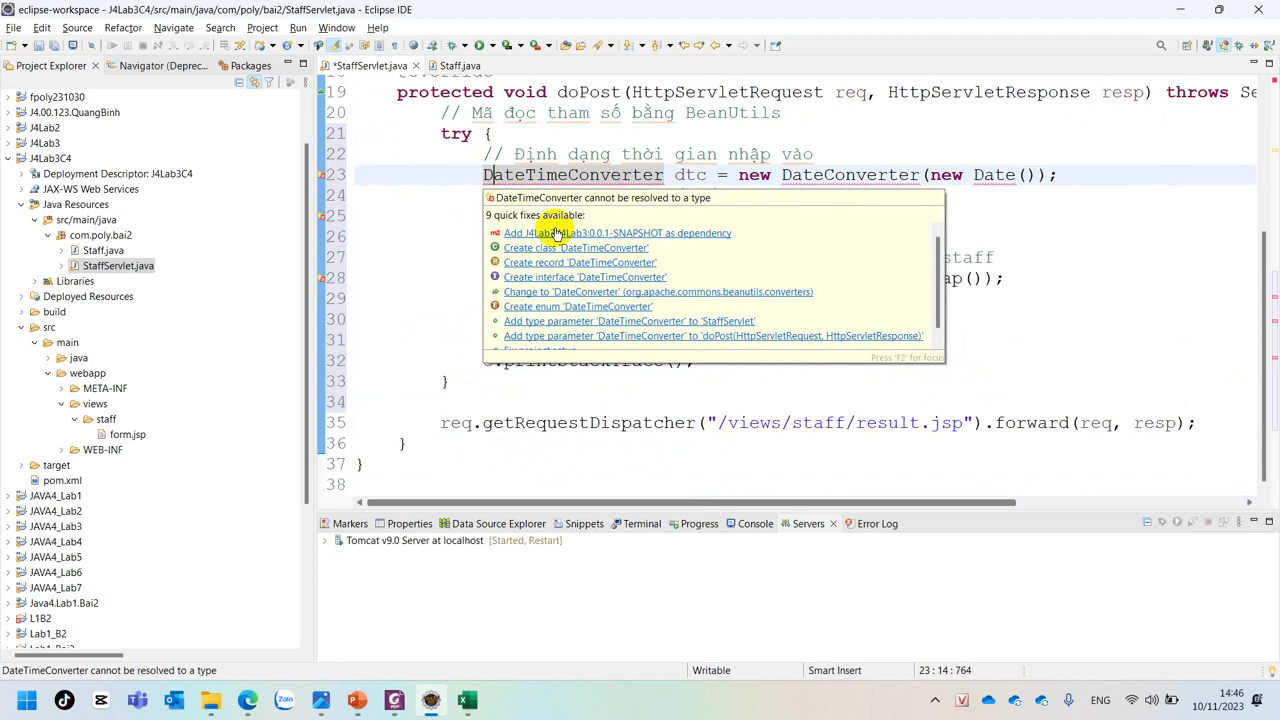 eclipse-workspace - J4Lab3C4/src/main/java/com/poly/bai2/StaffServlet.java - Eclipse IDE
File Edit Source Refactor Navigate Search Project Run Window Help
Project Explorer Navigator (Deprec... Packages
*StaffServlet.java Staff.java
fpoly231030
J4.00.123.QuangBinh
J4Lab2
J4Lab3
J4Lab3C4
Deployment Descriptor: J4Lab3C4
JAX-WS Web Services
Java Resources
src/main/java
com.poly.bai2
Staff.java
StaffServlet.java
Libraries
Deployed Resources
build
src
main
java
webapp
META-INF
views
staff
form.jsp
WEB-INF
target
pom.xml
JAVA4_Lab1
JAVA4_Lab2
JAVA4_Lab3
JAVA4_Lab4
JAVA4_Lab5
JAVA4_Lab6
JAVA4_Lab7
Java4.Lab1.Bai2
L1B2
Lab1_B2
19 protected void doPost(HttpServletRequest req, HttpServletResponse resp) throws Se
20 // Mã đọc tham số bằng BeanUtils
21 try {
22 // Định dạng thời gian nhập vào
23 DateTimeConverter dtc = new DateConverter(new Date());
24
25
26
27 staff
28 ap());
29
30
31
32 e.printStackTrace();
33 }
34
35 req.getRequestDispatcher("/views/staff/result.jsp").forward(req, resp);
36 }
37 }
38
DateTimeConverter cannot be resolved to a type
9 quick fixes available:
Add J4Lab3:J4Lab3:0.0.1-SNAPSHOT as dependency
Create class 'DateTimeConverter'
Create record 'DateTimeConverter'
Create interface 'DateTimeConverter'
Change to 'DateConverter' (org.apache.commons.beanutils.converters)
Create enum 'DateTimeConverter'
Add type parameter 'DateTimeConverter' to 'StaffServlet'
Add type parameter 'DateTimeConverter' to 'doPost(HttpServletRequest, HttpServletResponse)'
Press 'F2' for focus
Markers Properties Data Source Explorer Snippets Terminal Progress Console Servers Error Log
Tomcat v9.0 Server at localhost [Started, Restart]
DateTimeConverter cannot be resolved to a type Writable Smart Insert 23 : 14 : 764
ENG 14:46
10/11/2023